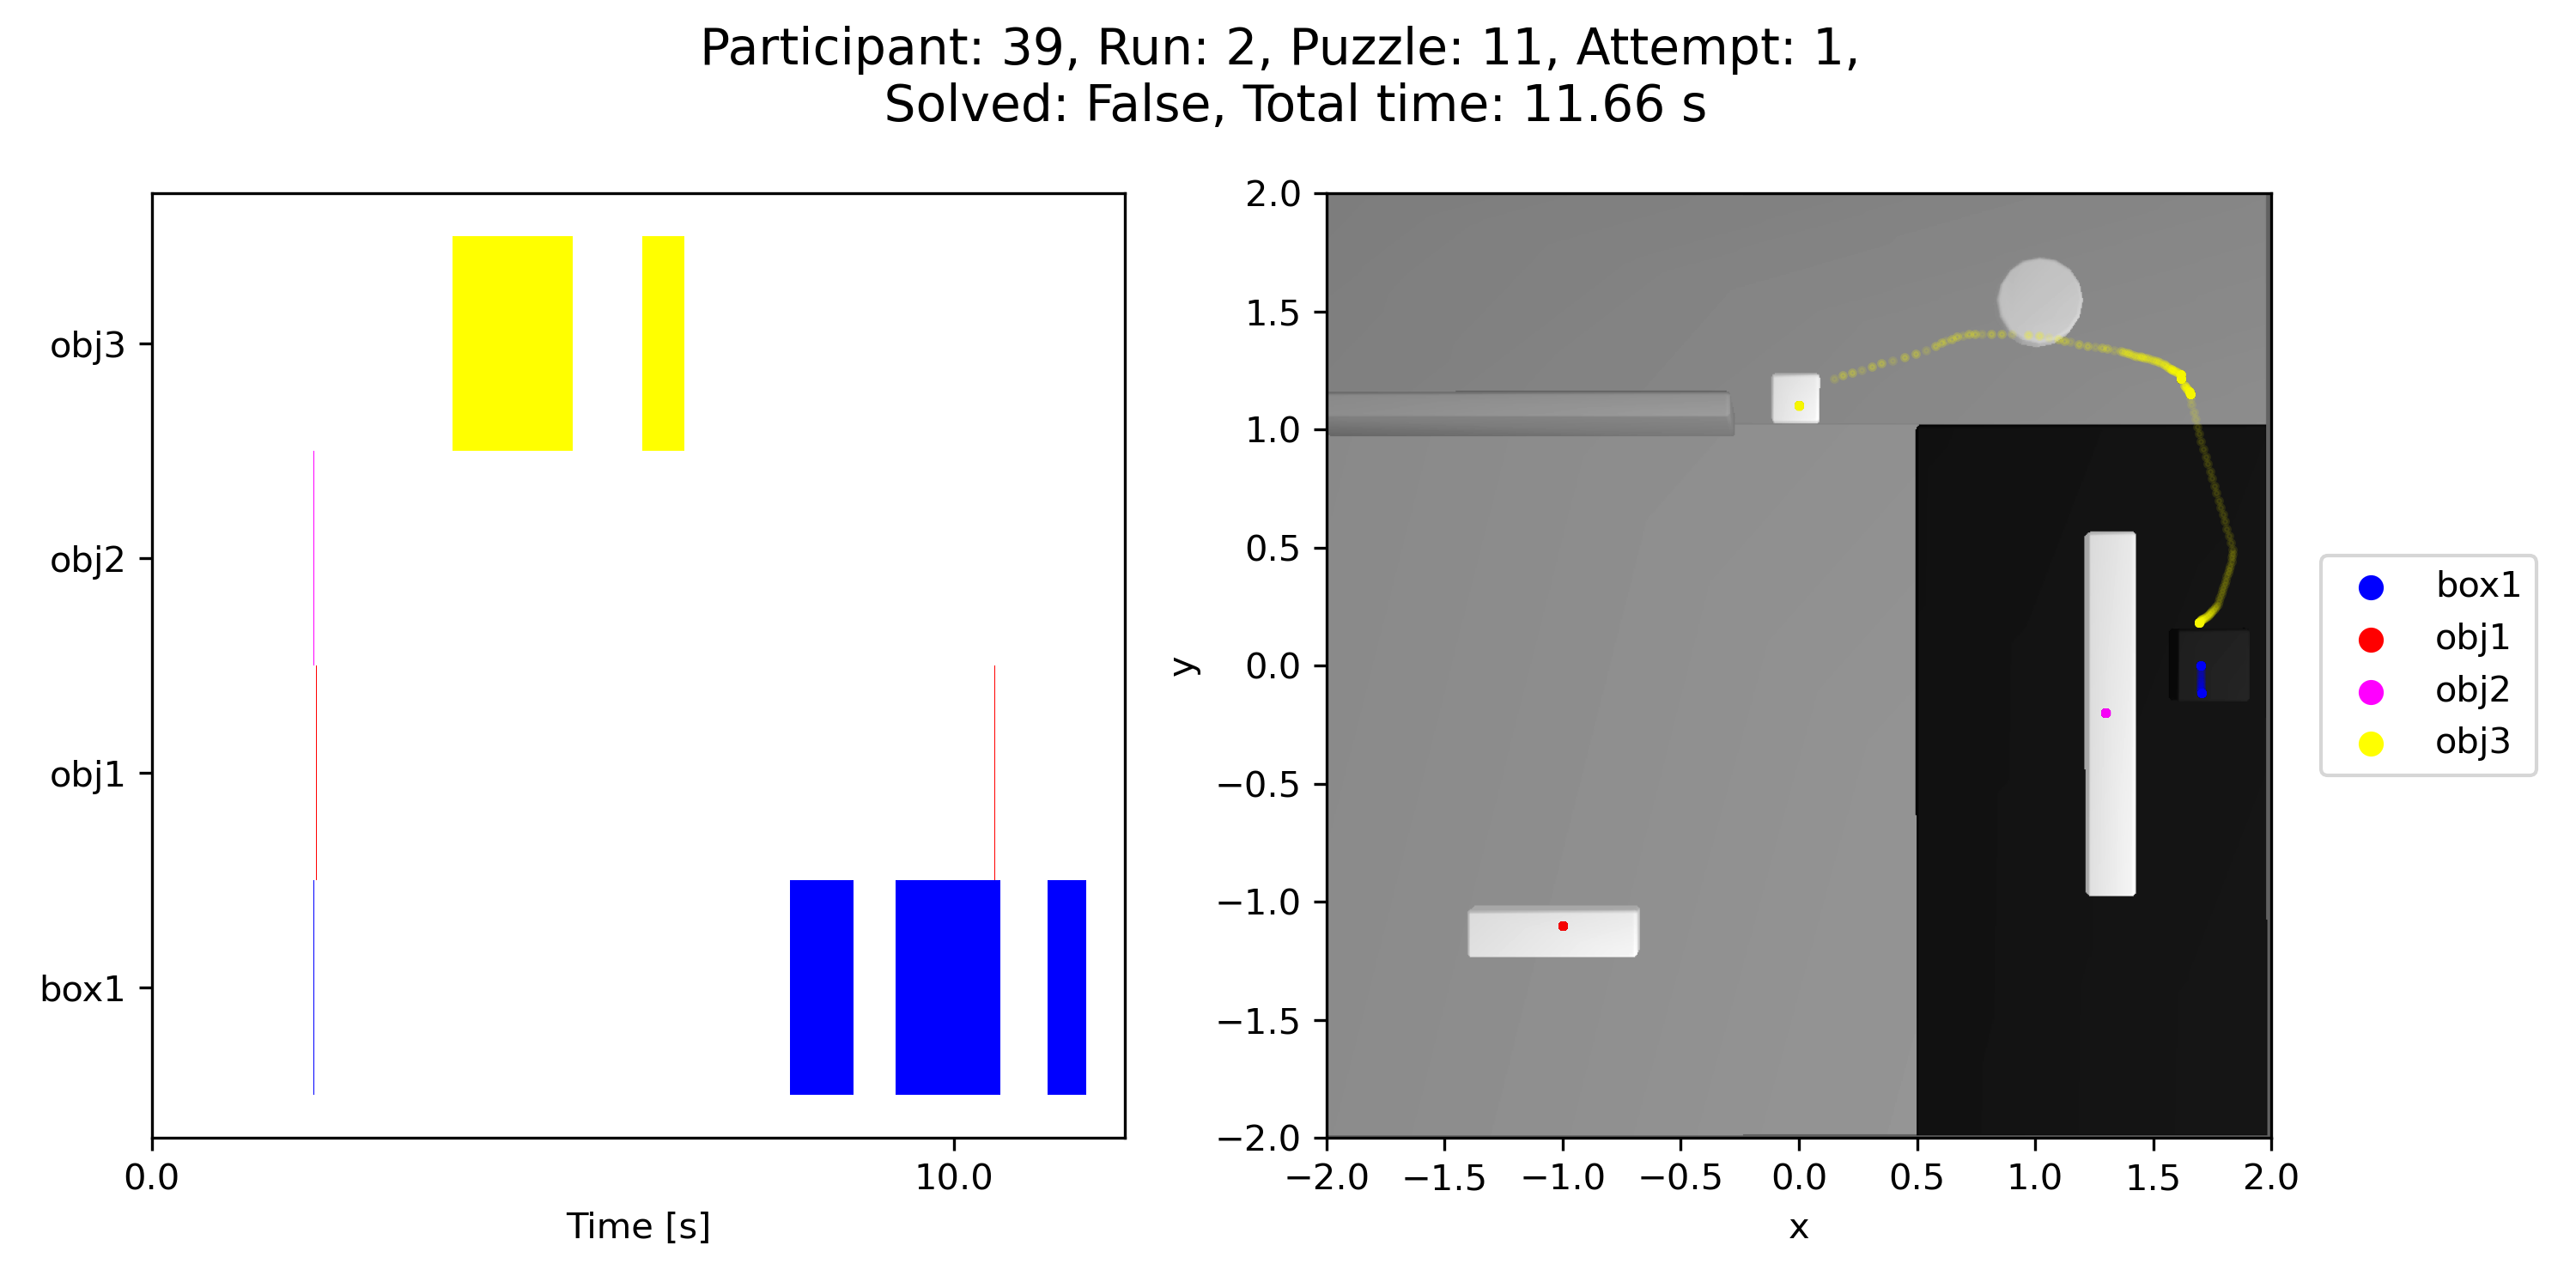 Participant: 39, Run: 2, Puzzle: 11, Attempt: 1,
Solved: False, Total time: 11.66 s
obj3
obj2
obj1
box1
0.0
10.0
Time [s]
2.0
1.5
1.0
0.5
0.0
−0.5
−1.0
−1.5
−2.0
y
−2.0
−1.5
−1.0
−0.5
0.0
0.5
1.0
1.5
2.0
x
box1
obj1
obj2
obj3